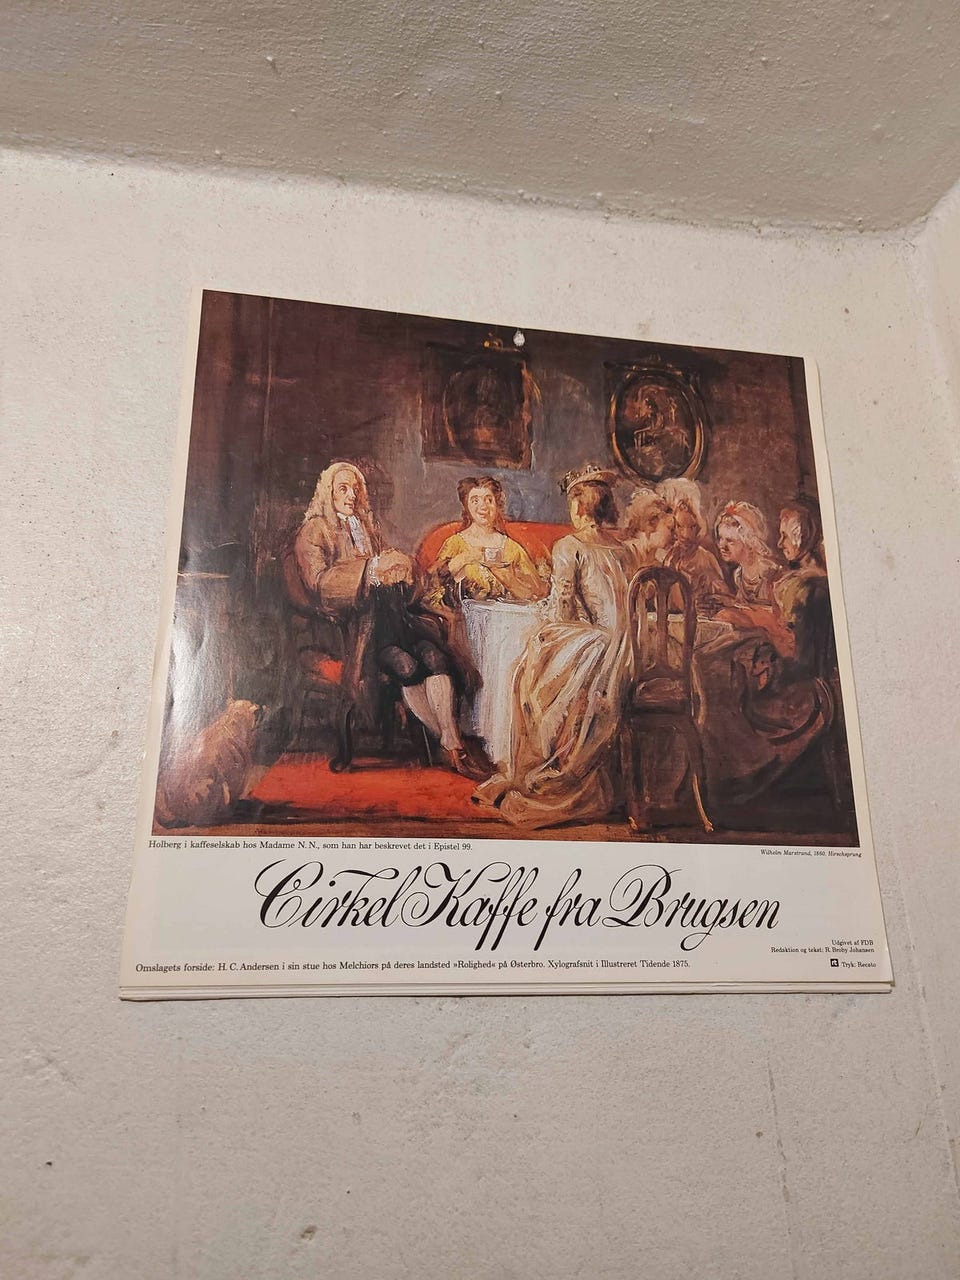 Holberg i kaffeselskab hos Madame N. N., som han har beskrevet det i Epistel 99.
Wilhelm Marstrand, 1860. Hirschsprung
Cirkel Kaffe fra Brugsen
Udgivet af FDB
Redaktion og tekst: R. Broby Johansen
Omslagets forside: H. C. Andersen i sin stue hos Melchiors på deres landsted »Rolighed« på Østerbro. Xylografsnit i Illustreret Tidende 1875.
Tryk: Recato